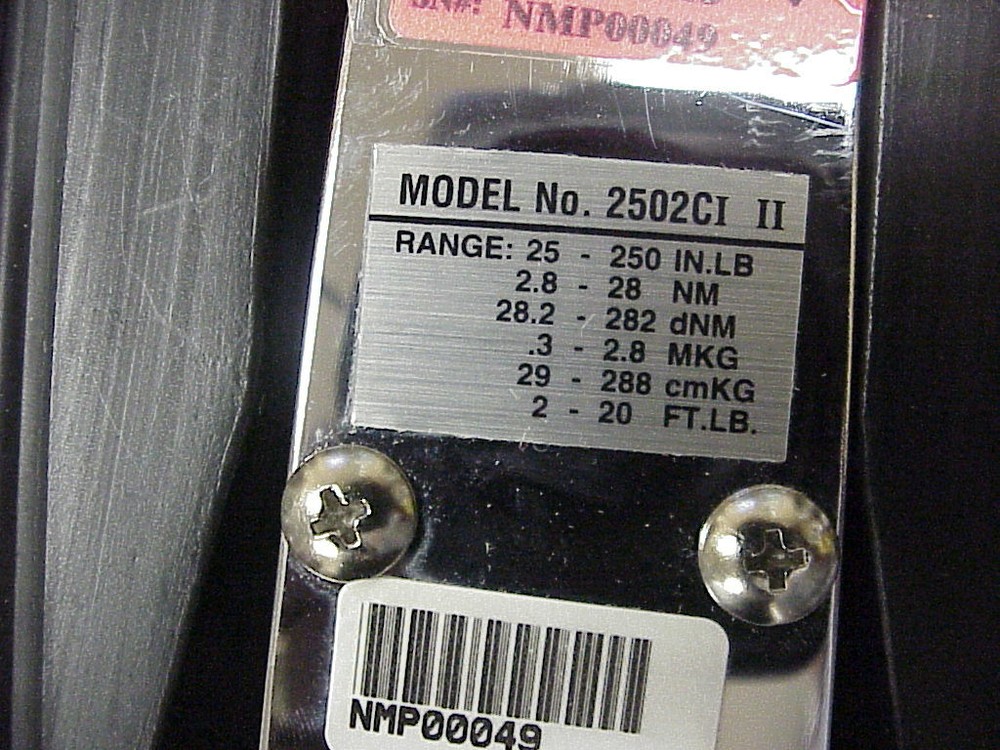 SN#: NMP00049
MODEL No. 2502CI II
RANGE: 25 - 250 IN.LB
2.8 - 28 NM
28.2 - 282 dNM
.3 - 2.8 MKG
29 - 288 cmKG
2 - 20 FT.LB.
NMP00049